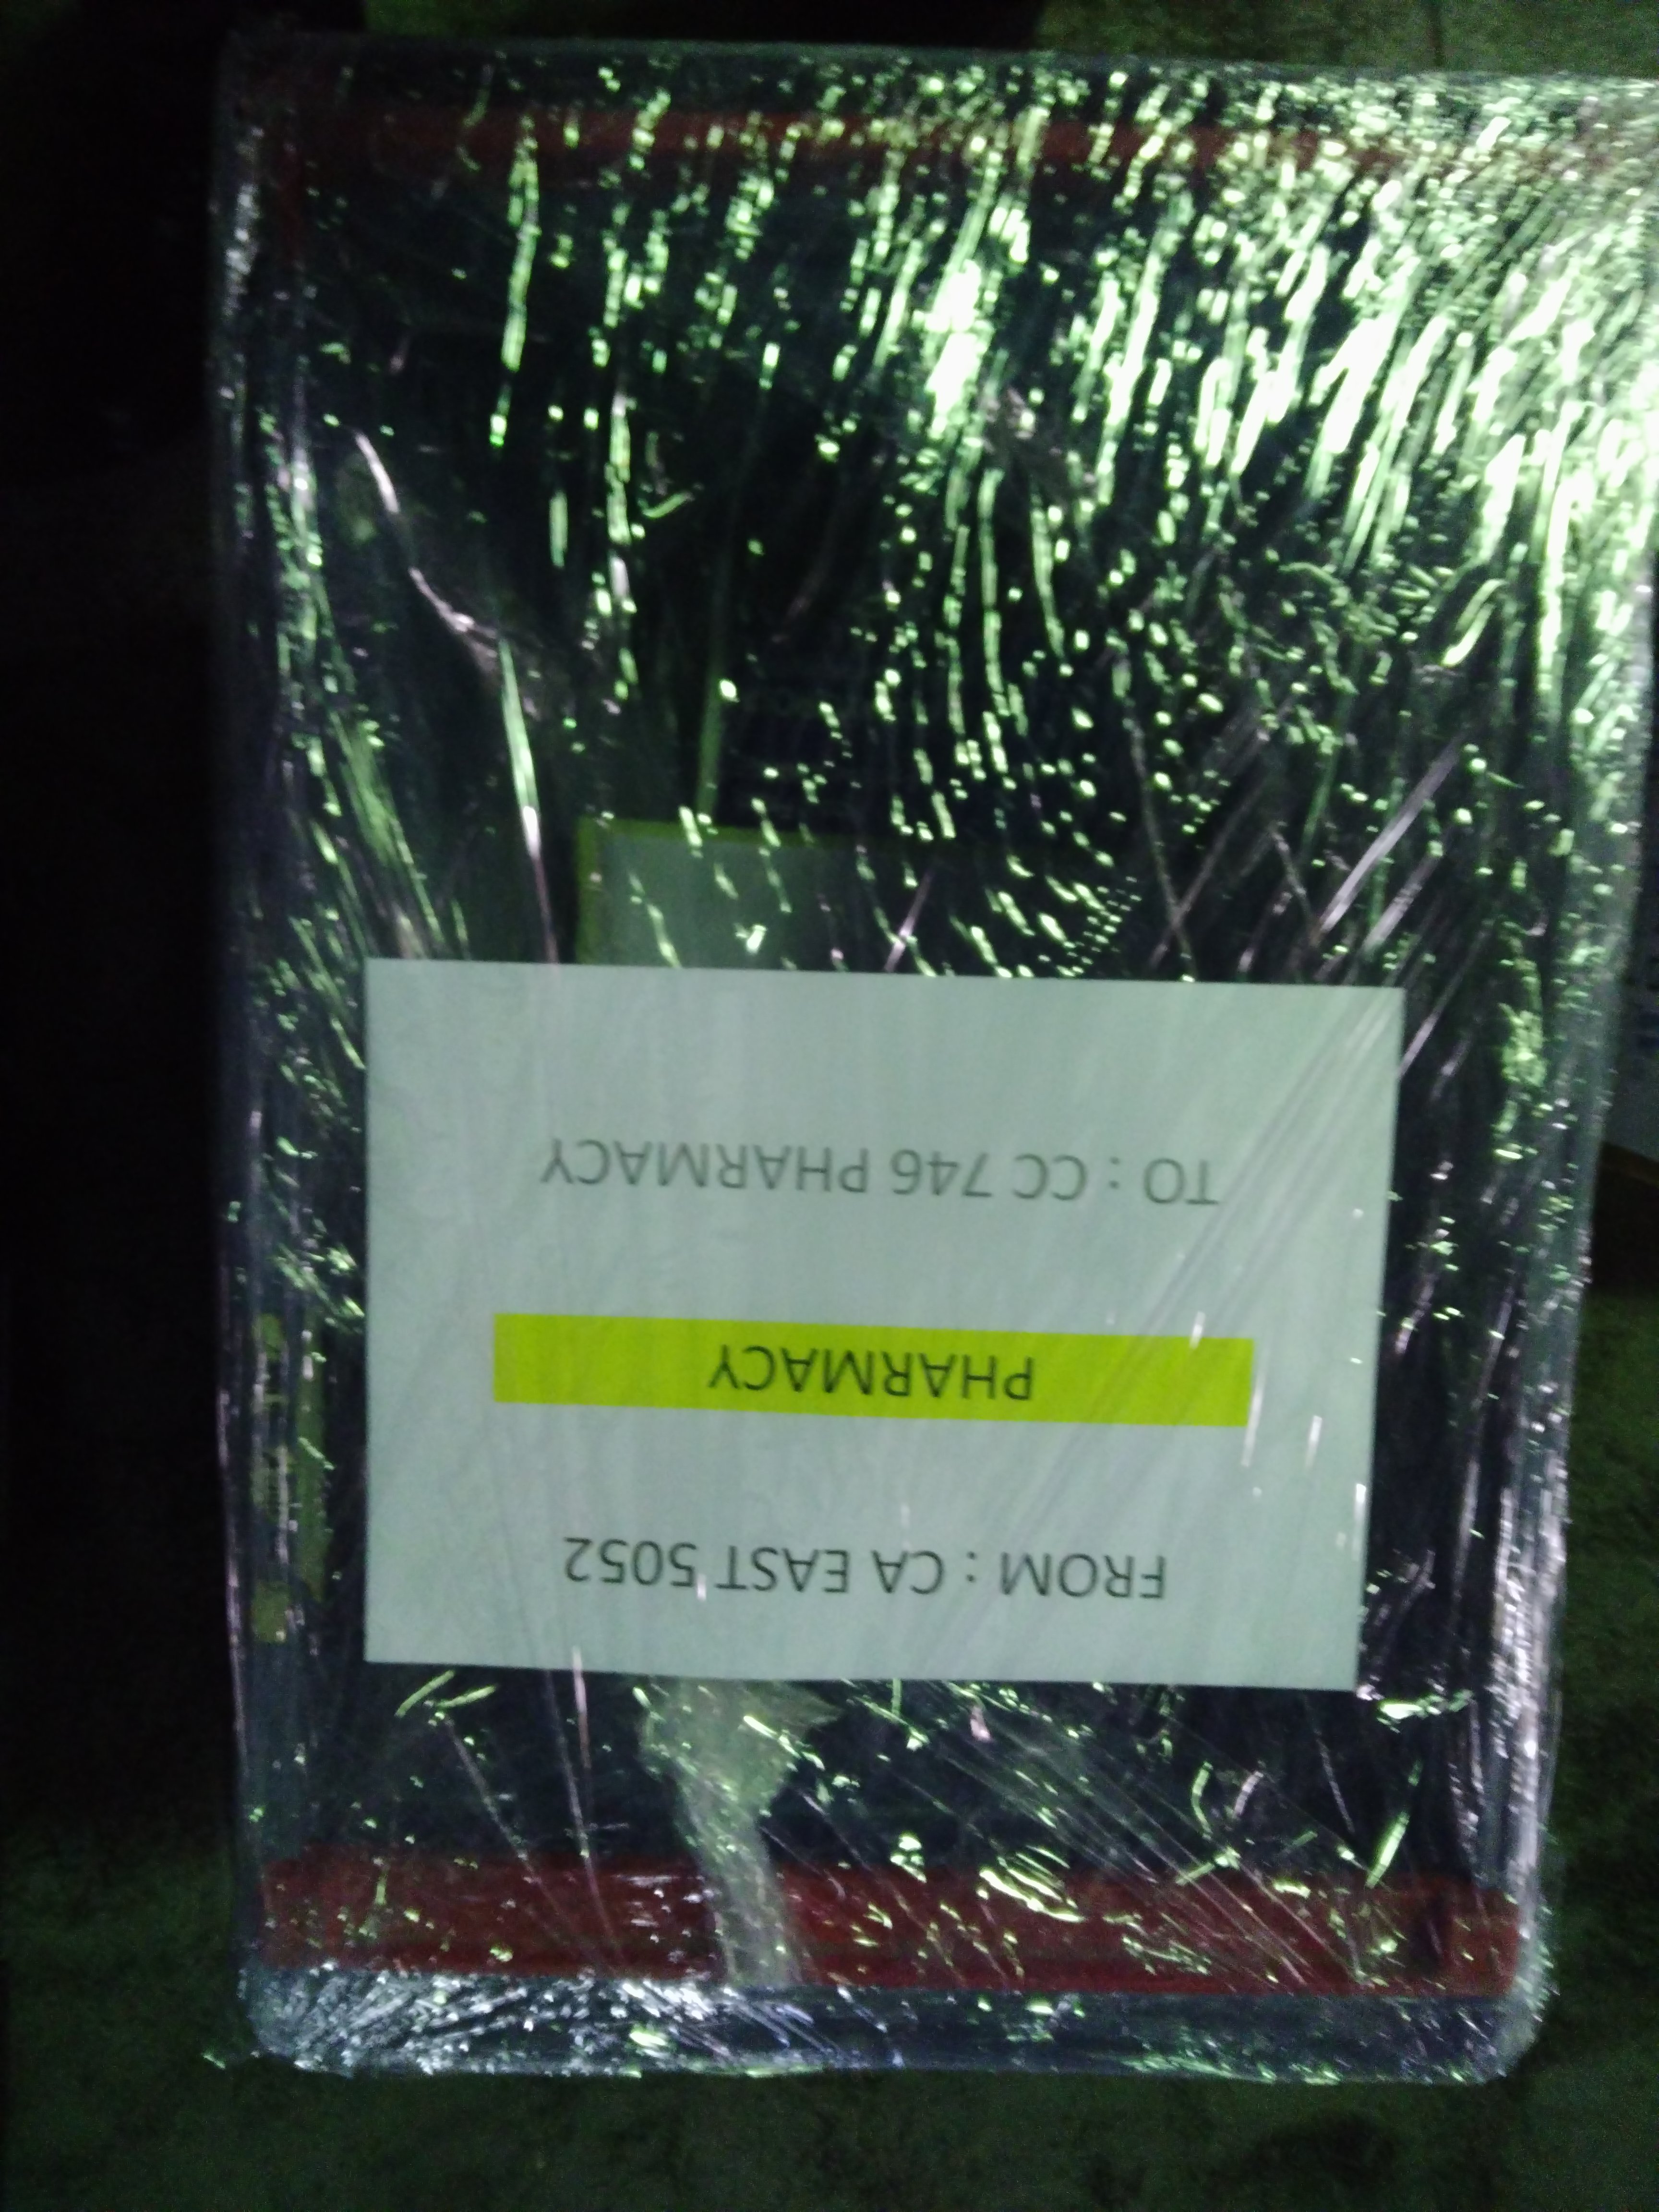 FROM : CA EAST 5052
PHARMACY
TO : CC 746 PHARMACY